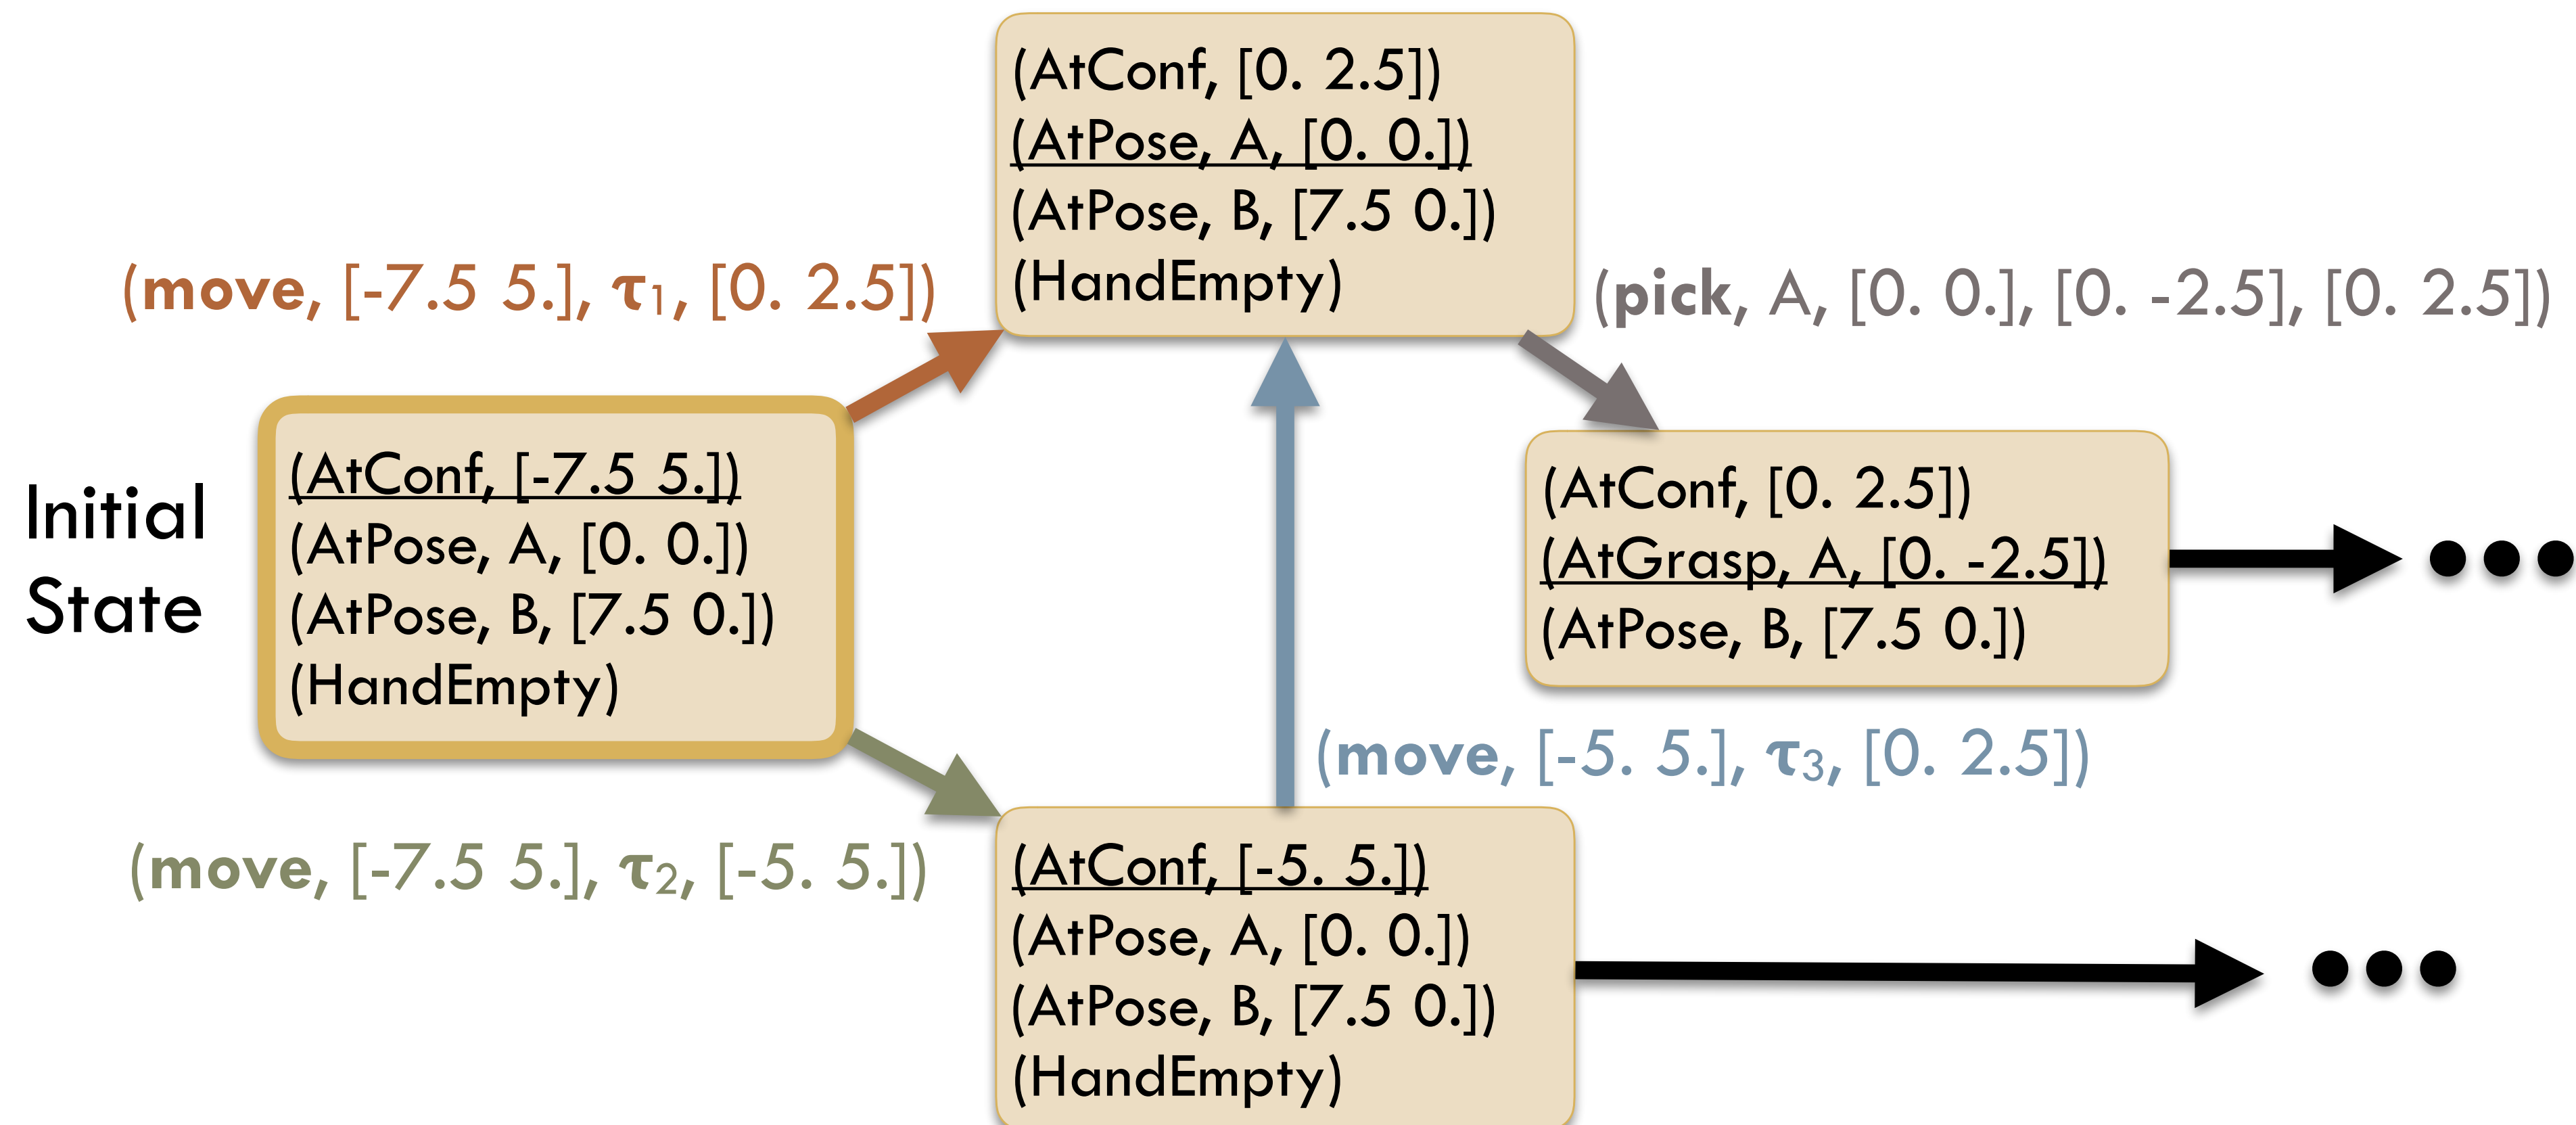 (AtConf, [0. 2.5])
(AtPose, A, [0. 0.])
(AtPose, B, [7.5 0.])
(HandEmpty)
(move, [-7.5 5.], τ₁, [0. 2.5])
(pick, A, [0. 0.], [0. -2.5], [0. 2.5])
Initial
State
(AtConf, [-7.5 5.])
(AtPose, A, [0. 0.])
(AtPose, B, [7.5 0.])
(HandEmpty)
(AtConf, [0. 2.5])
(AtGrasp, A, [0. -2.5])
(AtPose, B, [7.5 0.])
(move, [-5. 5.], τ₃, [0. 2.5])
(move, [-7.5 5.], τ₂, [-5. 5.])
(AtConf, [-5. 5.])
(AtPose, A, [0. 0.])
(AtPose, B, [7.5 0.])
(HandEmpty)